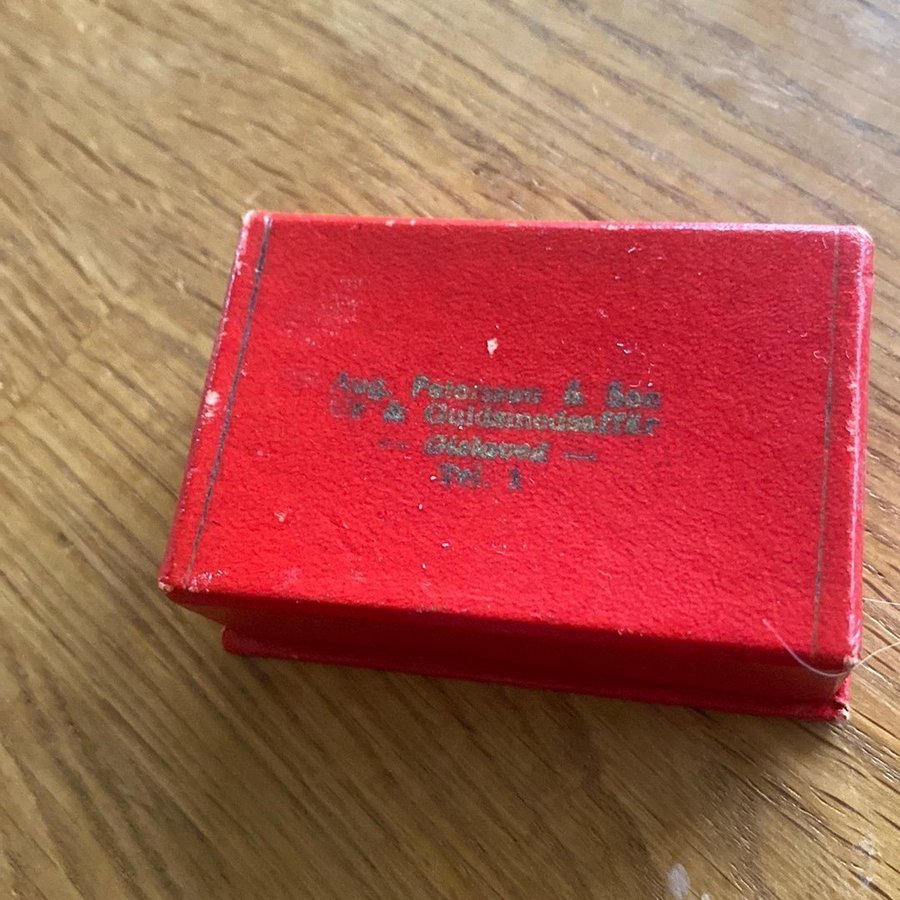 Aug. Petersson & Son
Ur & Guldsmedsaffär
— Gislaved —
Tel. 1